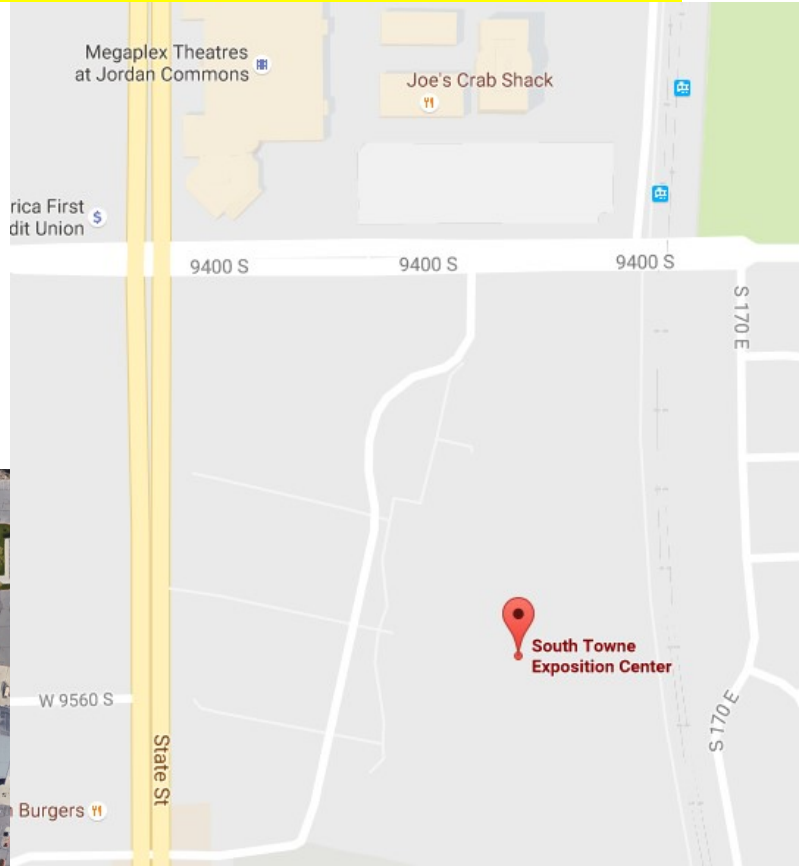 Megaplex Theatres
at Jordan Commons
Joe's Crab Shack
rica First
dit Union
9400 S
9400 S
9400 S
S 170 E
South Towne
Exposition Center
W 9560 S
State St
S 170 E
Burgers